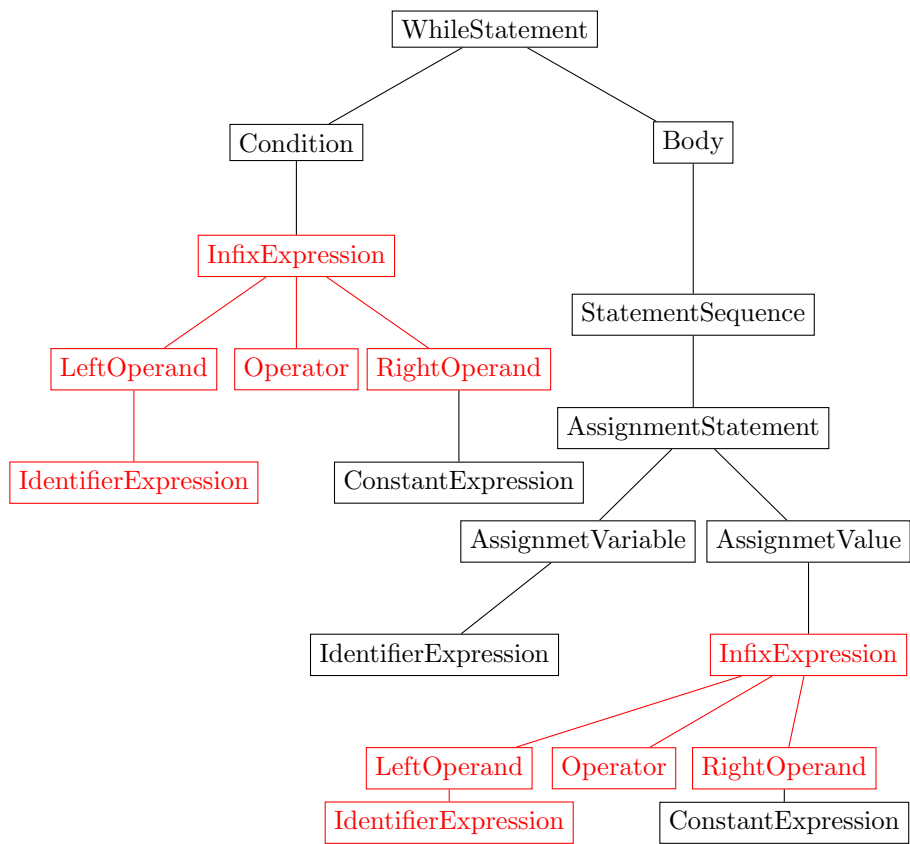 WhileStatement
Condition
Body
InfixExpression
StatementSequence
LeftOperand
Operator
RightOperand
AssignmentStatement
IdentifierExpression
ConstantExpression
AssignmetVariable
AssignmetValue
IdentifierExpression
InfixExpression
LeftOperand
Operator
RightOperand
IdentifierExpression
ConstantExpression